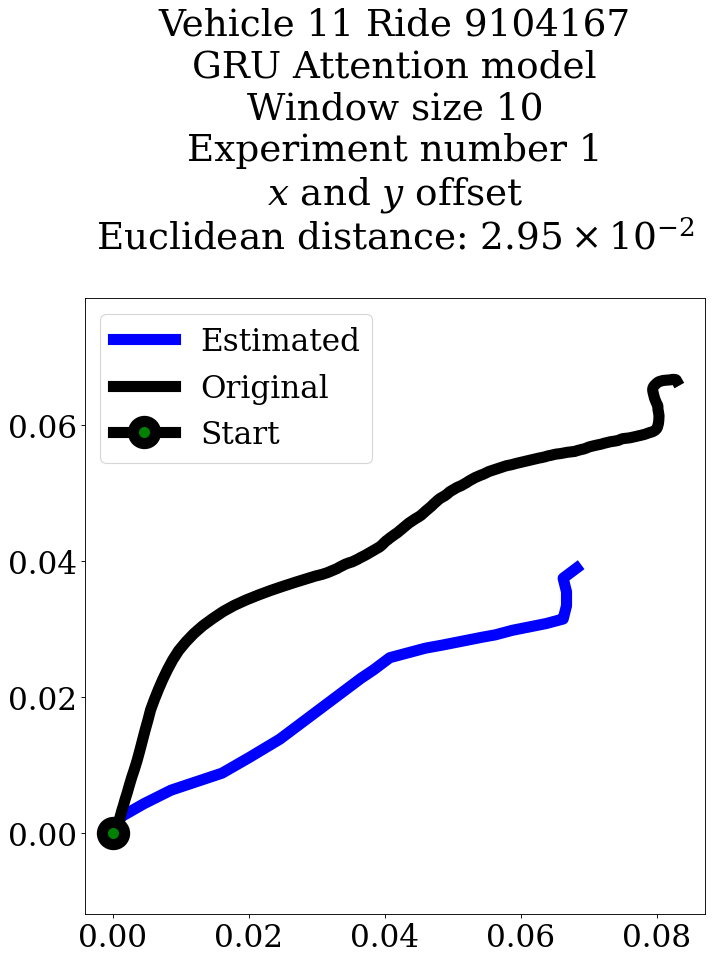 Vehicle 11 Ride 9104167
GRU Attention model
Window size 10
Experiment number 1
x and y offset
Euclidean distance: 2.95 × 10⁻²
Estimated
Original
Start
0.06
0.04
0.02
0.00
0.00 0.02 0.04 0.06 0.08